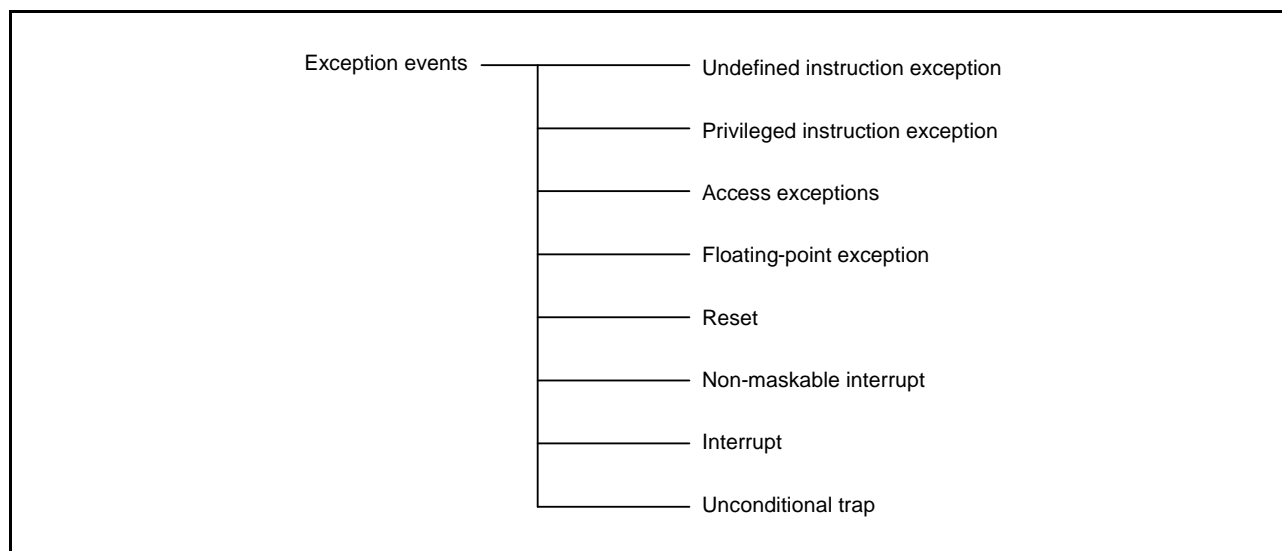 Exception events
Undefined instruction exception
Privileged instruction exception
Access exceptions
Floating-point exception
Reset
Non-maskable interrupt
Interrupt
Unconditional trap